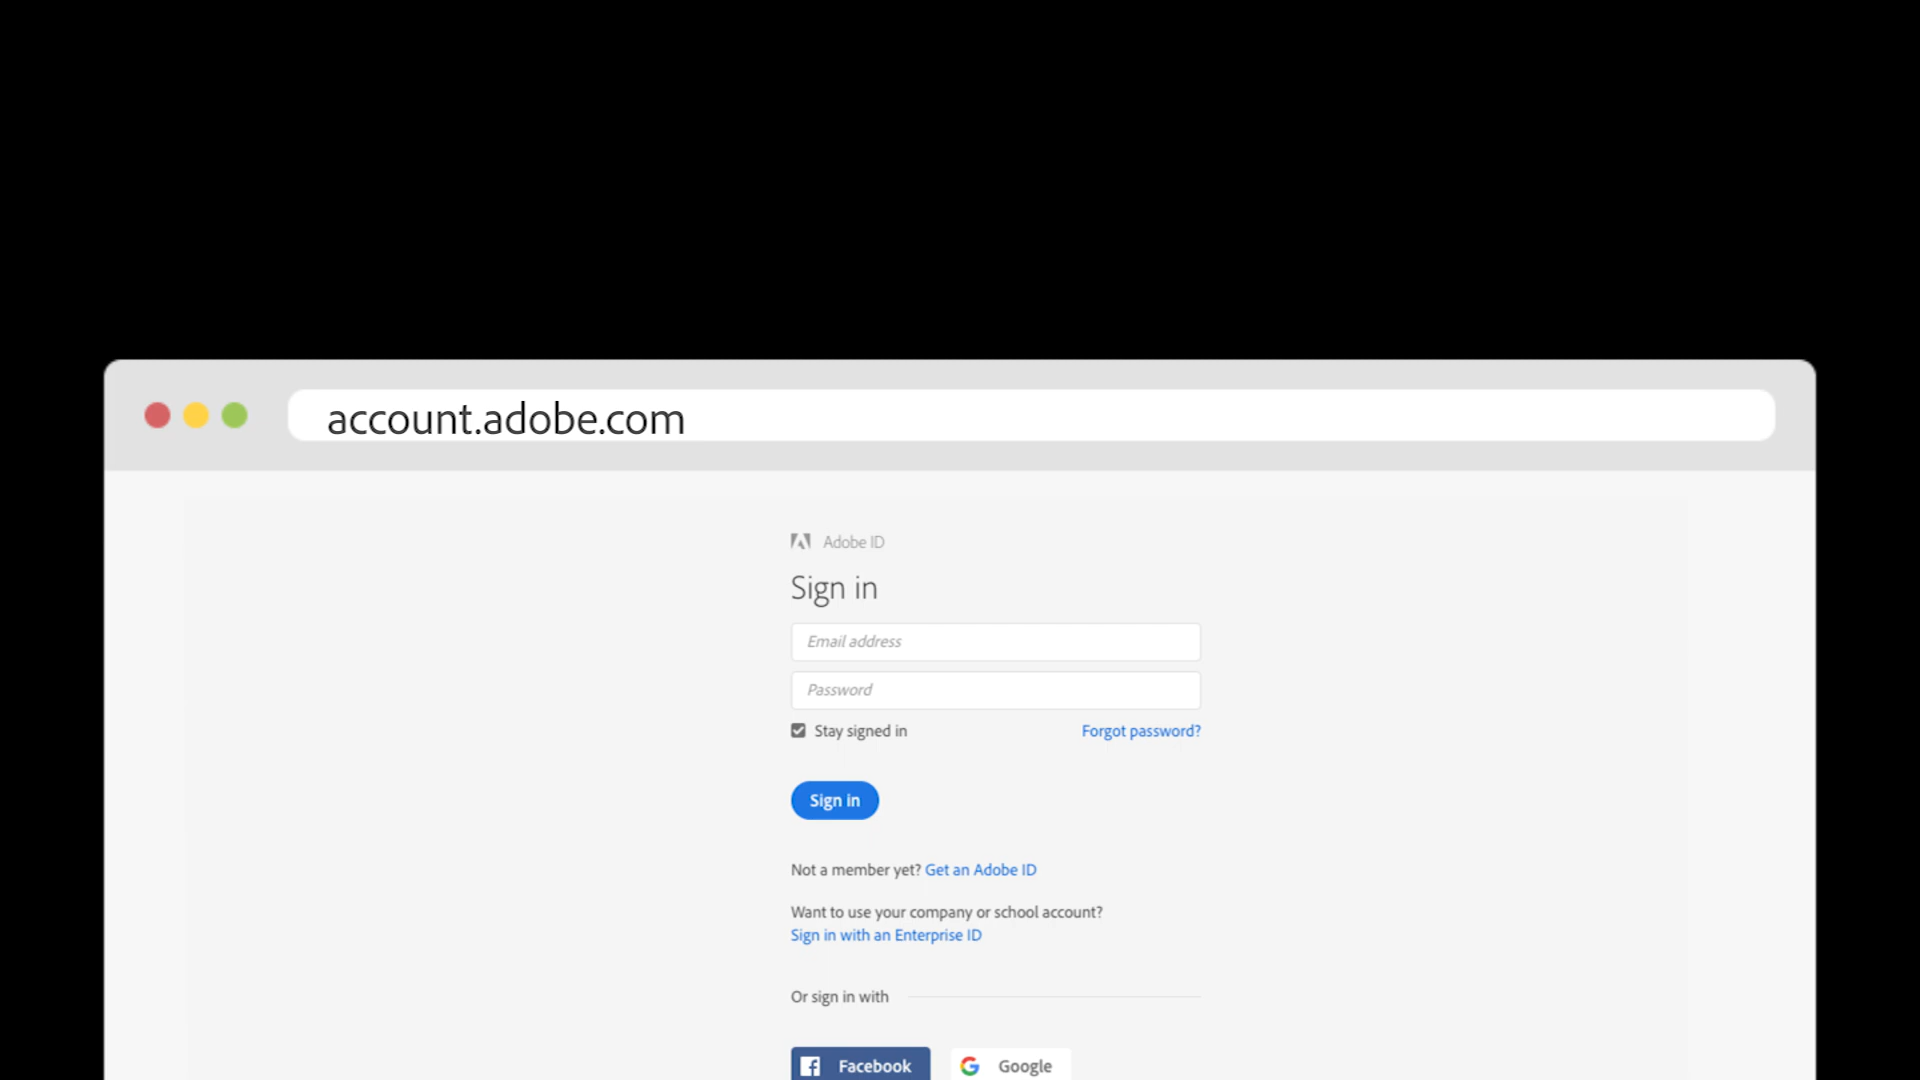 account.adobe.com
Adobe ID
Sign in
Email address
Password
Stay signed in Forgot password?
Sign in
Not a member yet? Get an Adobe ID
Want to use your company or school account?
Sign in with an Enterprise ID
Or sign in with
Facebook Google